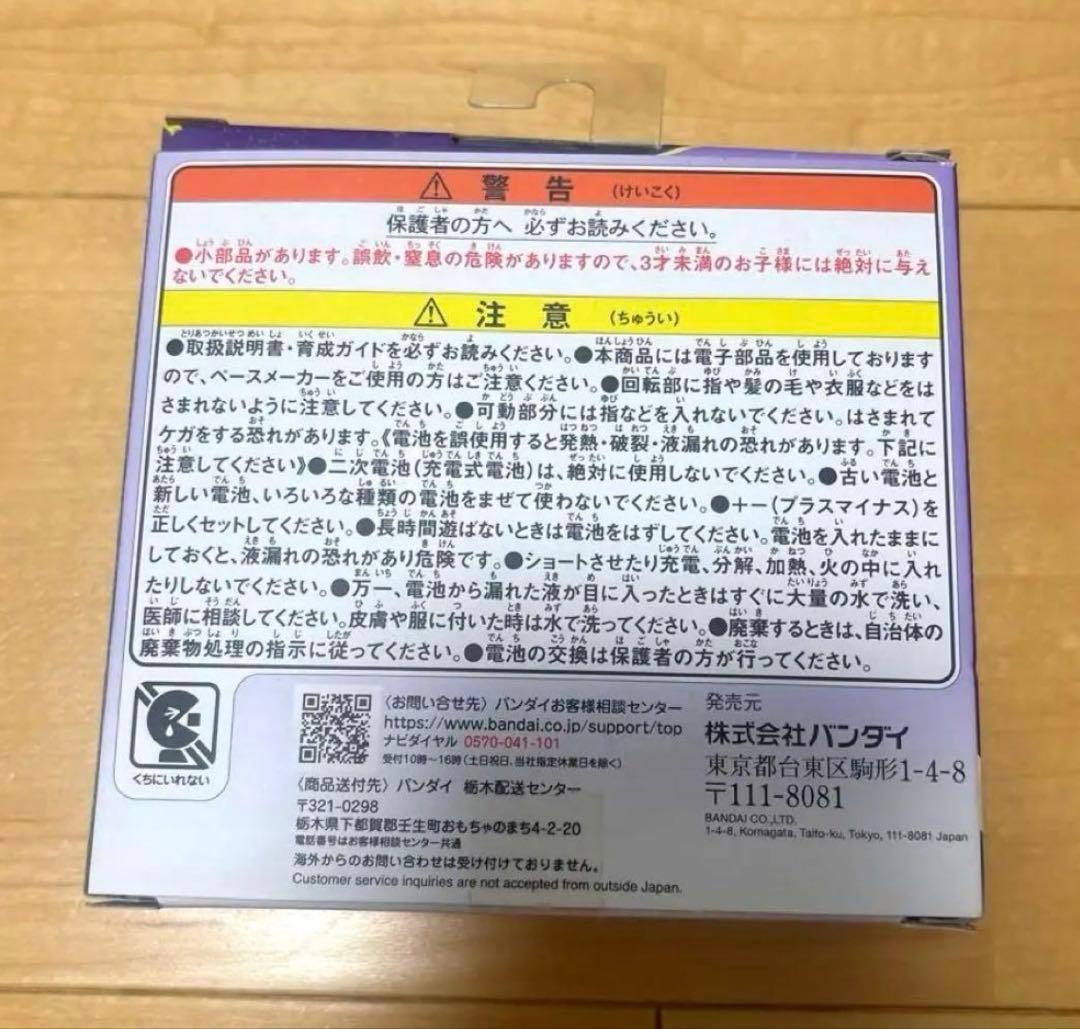 ⚠ 警告 (けいこく)
保護者の方へ 必ずお読みください。
●小部品があります。誤飲・窒息の危険がありますので、3才未満のお子様には絶対に与え
ないでください。
⚠ 注意 (ちゅうい)
●取扱説明書・育成ガイドを必ずお読みください。●本商品には電子部品を使用しております
ので、ペースメーカーをご使用の方はご注意ください。●回転部に指や髪の毛や衣服などをは
さまれないように注意してください。●可動部分には指などを入れないでください。はさまれて
ケガをする恐れがあります。《電池を誤使用すると発熱・破裂・液漏れの恐れがあります。下記に
注意してください》●二次電池(充電式電池)は、絶対に使用しないでください。●古い電池と
新しい電池、いろいろな種類の電池をまぜて使わないでください。●+-(プラスマイナス)を
正しくセットしてください。●長時間遊ばないときは電池をはずしてください。電池を入れたままに
しておくと、液漏れの恐れがあり危険です。●ショートさせたり充電、分解、加熱、火の中に入れ
たりしないでください。●万一、電池から漏れた液が目に入ったときはすぐに大量の水で洗い、
医師に相談してください。皮膚や服に付いた時は水で洗ってください。●廃棄するときは、自治体の
廃棄物処理の指示に従ってください。●電池の交換は保護者の方が行ってください。
くちにいれない
〈お問い合せ先〉バンダイお客様相談センター
https://www.bandai.co.jp/support/top
ナビダイヤル 0570-041-101
受付10時~16時(土日祝日、当社指定休業日を除く)
〈商品送付先〉バンダイ 栃木配送センター
〒321-0298
栃木県下都賀郡壬生町おもちゃのまち4-2-20
電話番号はお客様相談センター共通
海外からのお問い合わせは受け付けておりません。
Customer service inquiries are not accepted from outside Japan.
発売元
株式会社バンダイ
東京都台東区駒形1-4-8
〒111-8081
BANDAI CO.,LTD.
1-4-8, Komagata, Taito-ku, Tokyo, 111-8081 Japan